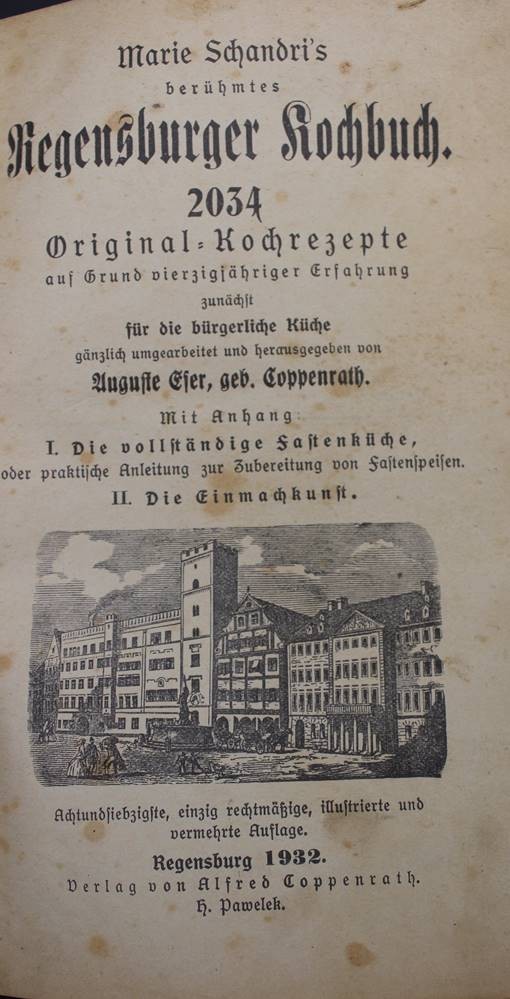 Marie Schandri's
berühmtes
Regensburger Kochbuch.
2034
Original-Kochrezepte
auf Grund vierzigjähriger Erfahrung
zunächst
für die bürgerliche Küche
gänzlich umgearbeitet und herausgegeben von
Auguste Eser, geb. Coppenrath.
Mit Anhang:
I. Die vollständige Fastenküche,
oder praktische Anleitung zur Zubereitung von Fastenspeisen.
II. Die Einmachkunst.
Achtundsiebzigste, einzig rechtmäßige, illustrierte und
vermehrte Auflage.
Regensburg 1932.
Verlag von Alfred Coppenrath.
H. Pawelek.